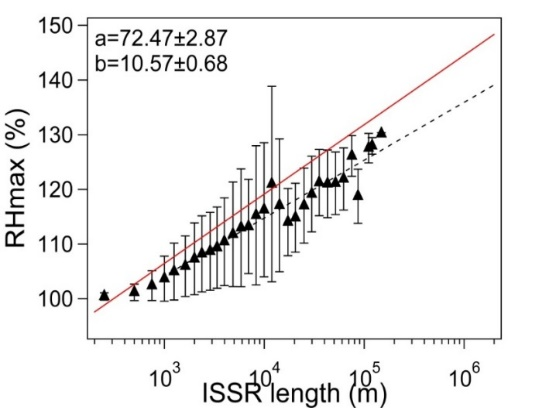 150
a=72.47±2.87
b=10.57±0.68
140
130
120
110
100
RHmax (%)
10³ 10⁴ 10⁵ 10⁶
ISSR length (m)